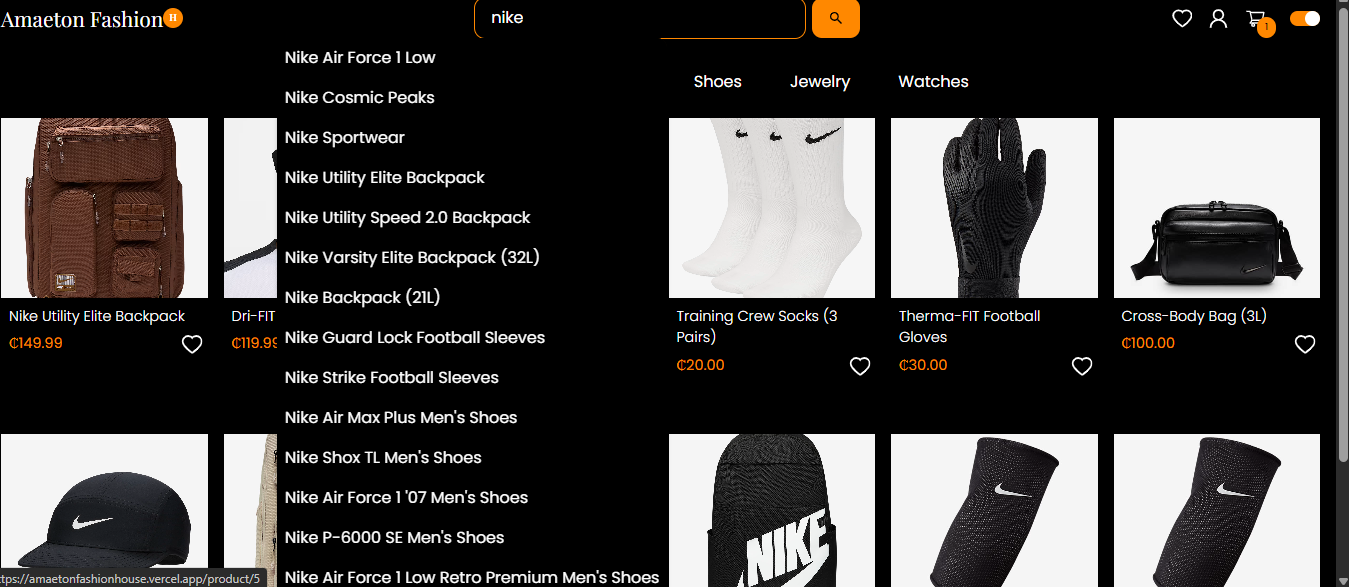 Amaeton Fashion H
nike
1
Shoes Jewelry Watches
Nike Air Force 1 Low
Nike Cosmic Peaks
Nike Sportwear
Nike Utility Elite Backpack
Nike Utility Speed 2.0 Backpack
Nike Varsity Elite Backpack (32L)
Nike Backpack (21L)
Nike Guard Lock Football Sleeves
Nike Strike Football Sleeves
Nike Air Max Plus Men's Shoes
Nike Shox TL Men's Shoes
Nike Air Force 1 '07 Men's Shoes
Nike P-6000 SE Men's Shoes
Nike Air Force 1 Low Retro Premium Men's Shoes
Nike Utility Elite Backpack
₵149.99
Dri-FIT
₵119.99
Training Crew Socks (3
Pairs)
₵20.00
Therma-FIT Football
Gloves
₵30.00
Cross-Body Bag (3L)
₵100.00
NIKE
ttps://amaetonfashionhouse.vercel.app/product/5